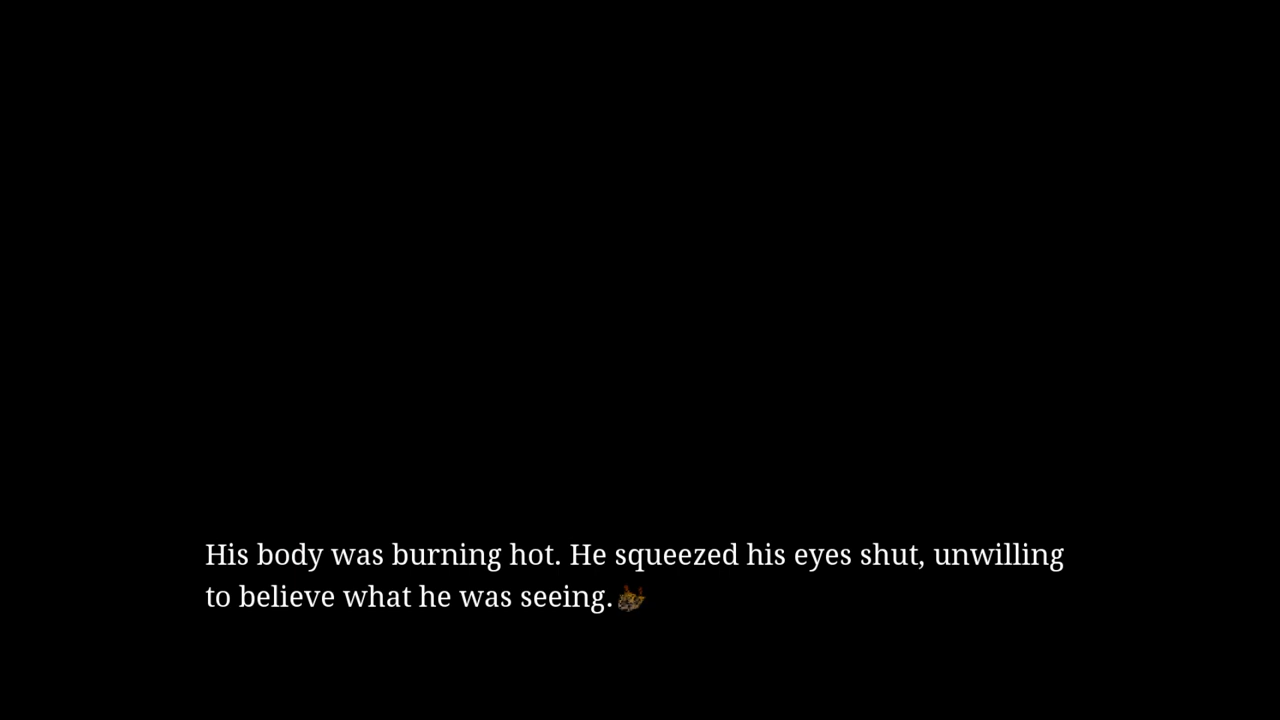 His body was burning hot. He squeezed his eyes shut, unwilling
to believe what he was seeing.